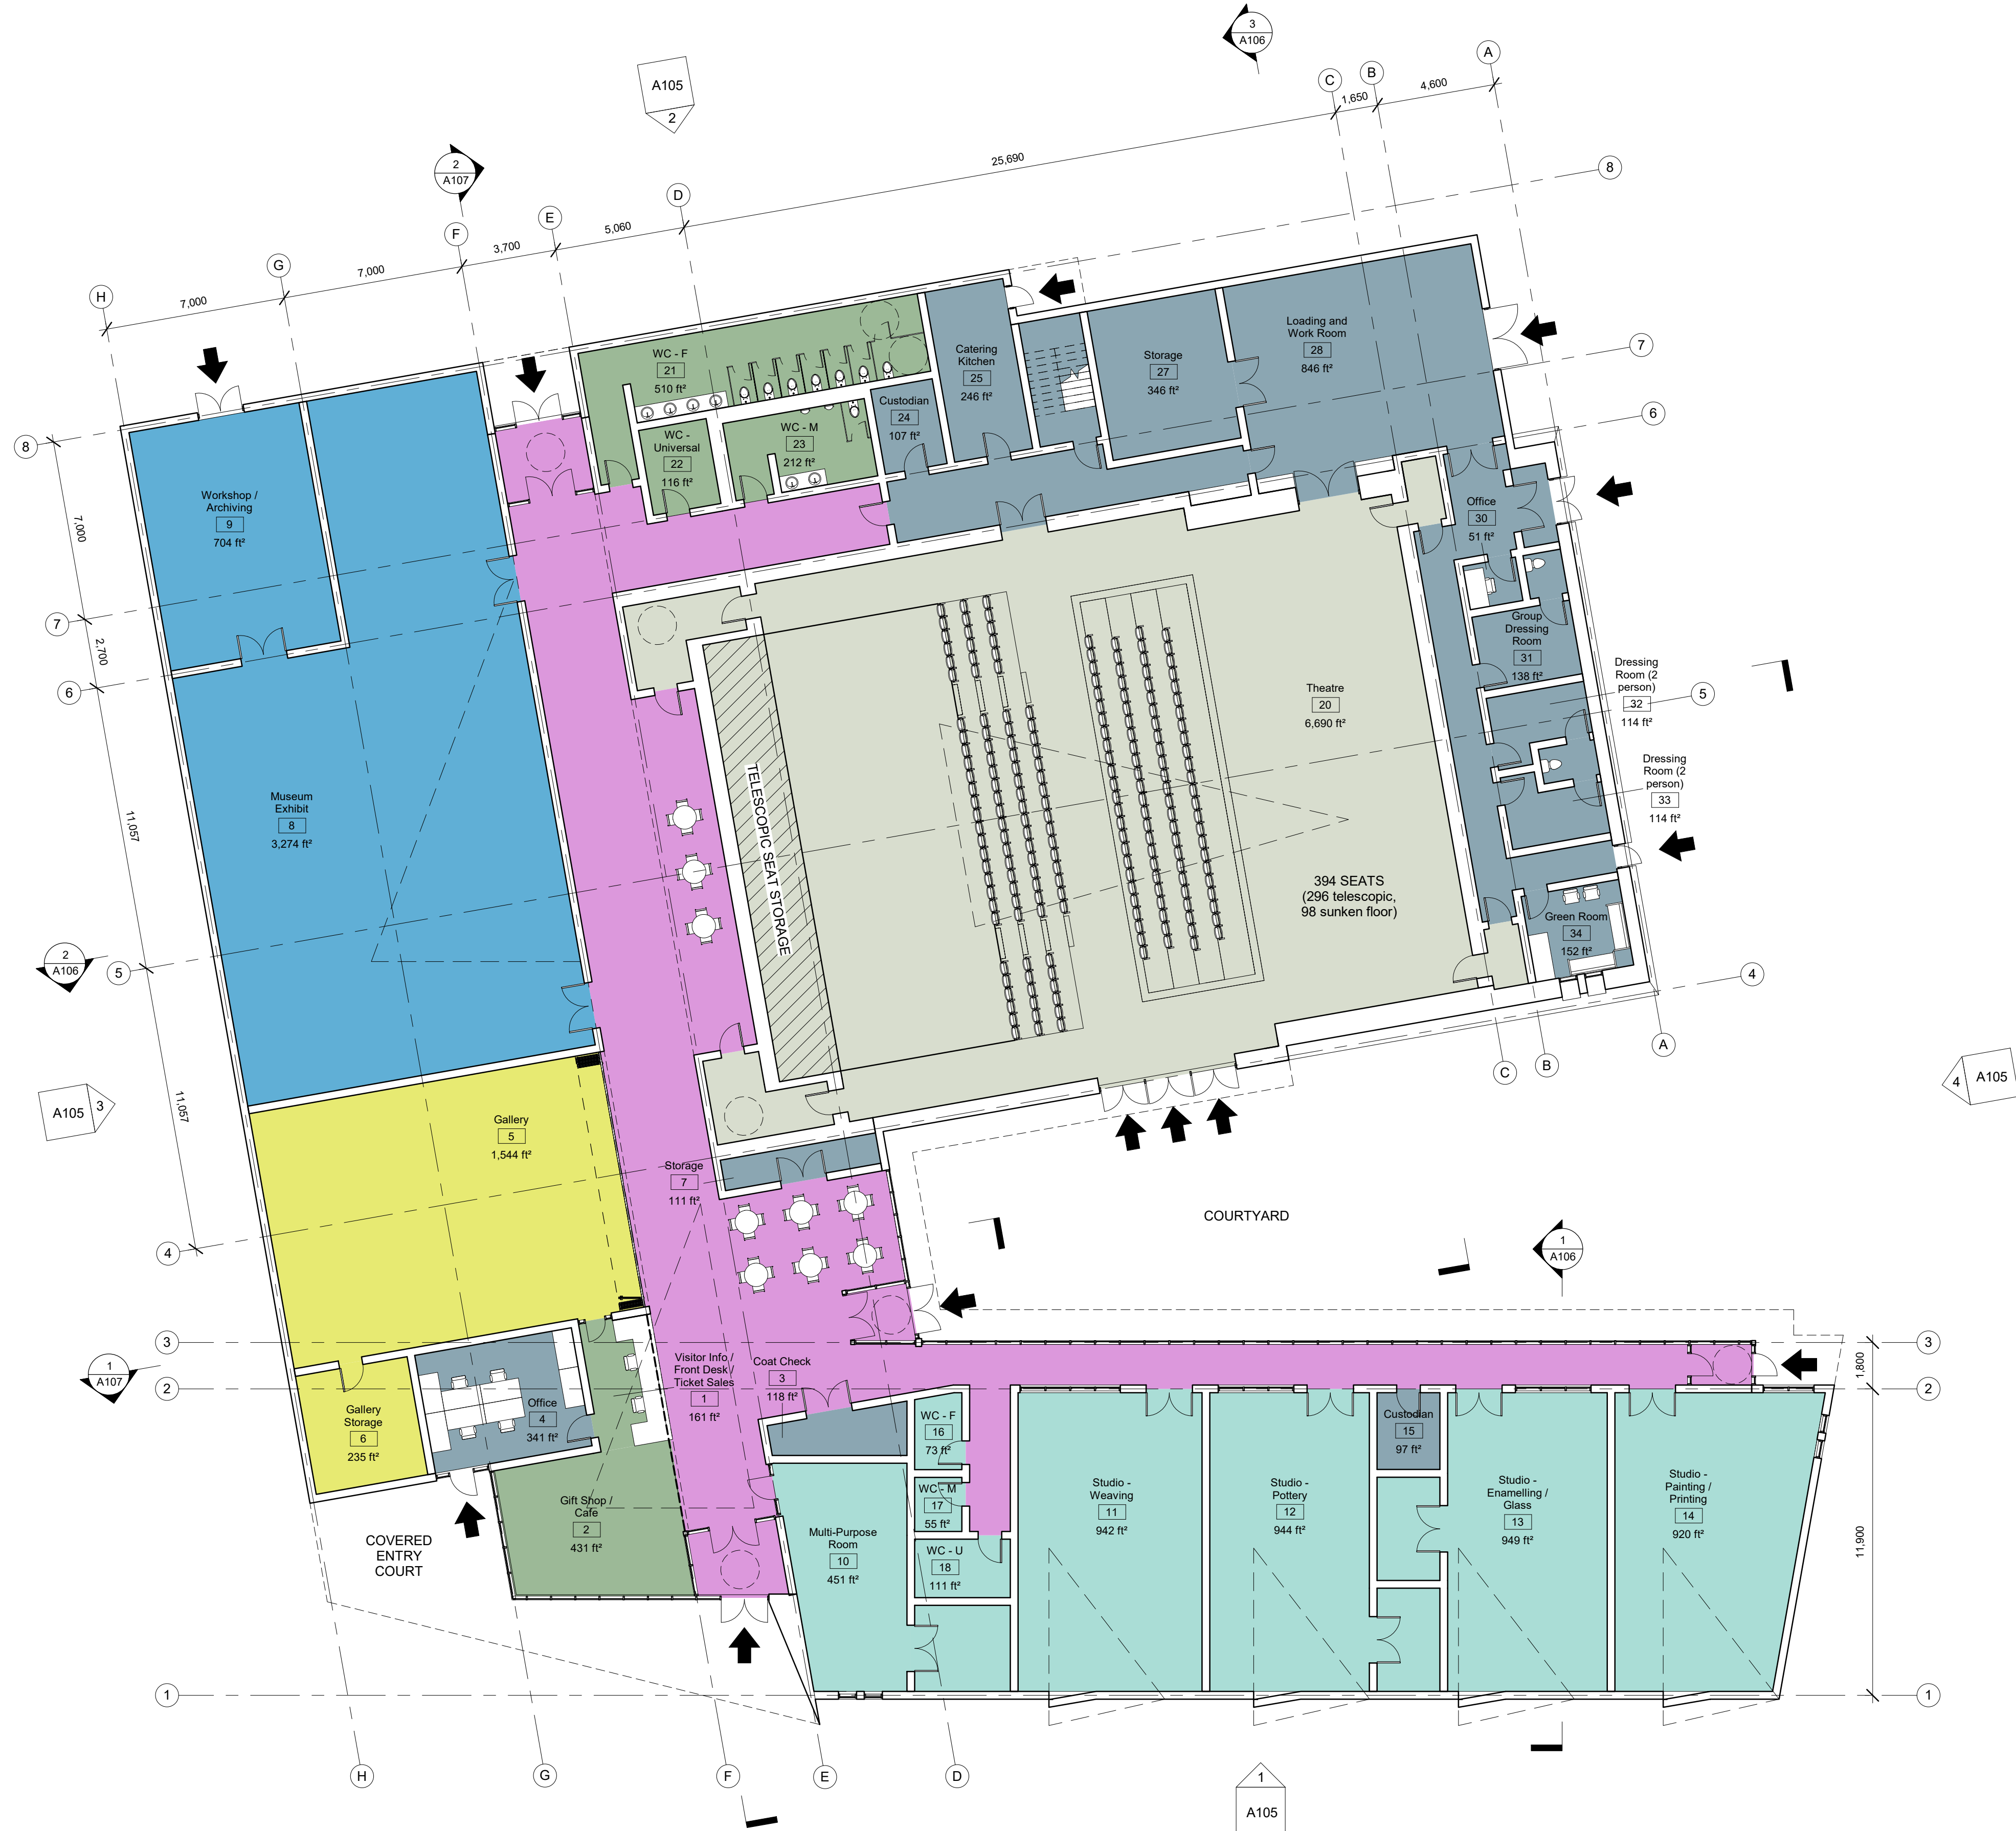 3
A106
A
B
C
4,600
1,650
A105
2
25,690
8
2
A107
D
E
5,060
F
3,700
G
7,000
H
7,000
7
6
8
7,000
7
2,700
6
11,057
5
11,057
4
WC - F
21
510 ft²
Catering
Kitchen
25
246 ft²
Storage
27
346 ft²
Loading and
Work Room
28
846 ft²
Custodian
24
107 ft²
WC - M
23
212 ft²
WC -
Universal
22
116 ft²
Workshop /
Archiving
9
704 ft²
Office
30
51 ft²
Group
Dressing
Room
31
138 ft²
Dressing
Room (2
person)
32
114 ft²
5
Theatre
20
6,690 ft²
Dressing
Room (2
person)
33
114 ft²
Museum
Exhibit
8
3,274 ft²
TELESCOPIC SEAT STORAGE
394 SEATS
(296 telescopic,
98 sunken floor)
Green Room
34
152 ft²
4
2
A106
A
B
C
A105
3
4
A105
Gallery
5
1,544 ft²
Storage
7
111 ft²
COURTYARD
1
A106
3
2
1
A107
3
2
1,800
11,900
Visitor Info /
Front Desk /
Ticket Sales
1
161 ft²
Coat Check
3
118 ft²
Office
4
341 ft²
Gallery
Storage
6
235 ft²
WC - F
16
73 ft²
WC - M
17
55 ft²
WC - U
18
111 ft²
Custodian
15
97 ft²
Studio -
Weaving
11
942 ft²
Studio -
Pottery
12
944 ft²
Studio -
Enamelling /
Glass
13
949 ft²
Studio -
Painting /
Printing
14
920 ft²
Gift Shop /
Cafe
2
431 ft²
Multi-Purpose
Room
10
451 ft²
COVERED
ENTRY
COURT
1
1
H
G
F
E
D
1
A105